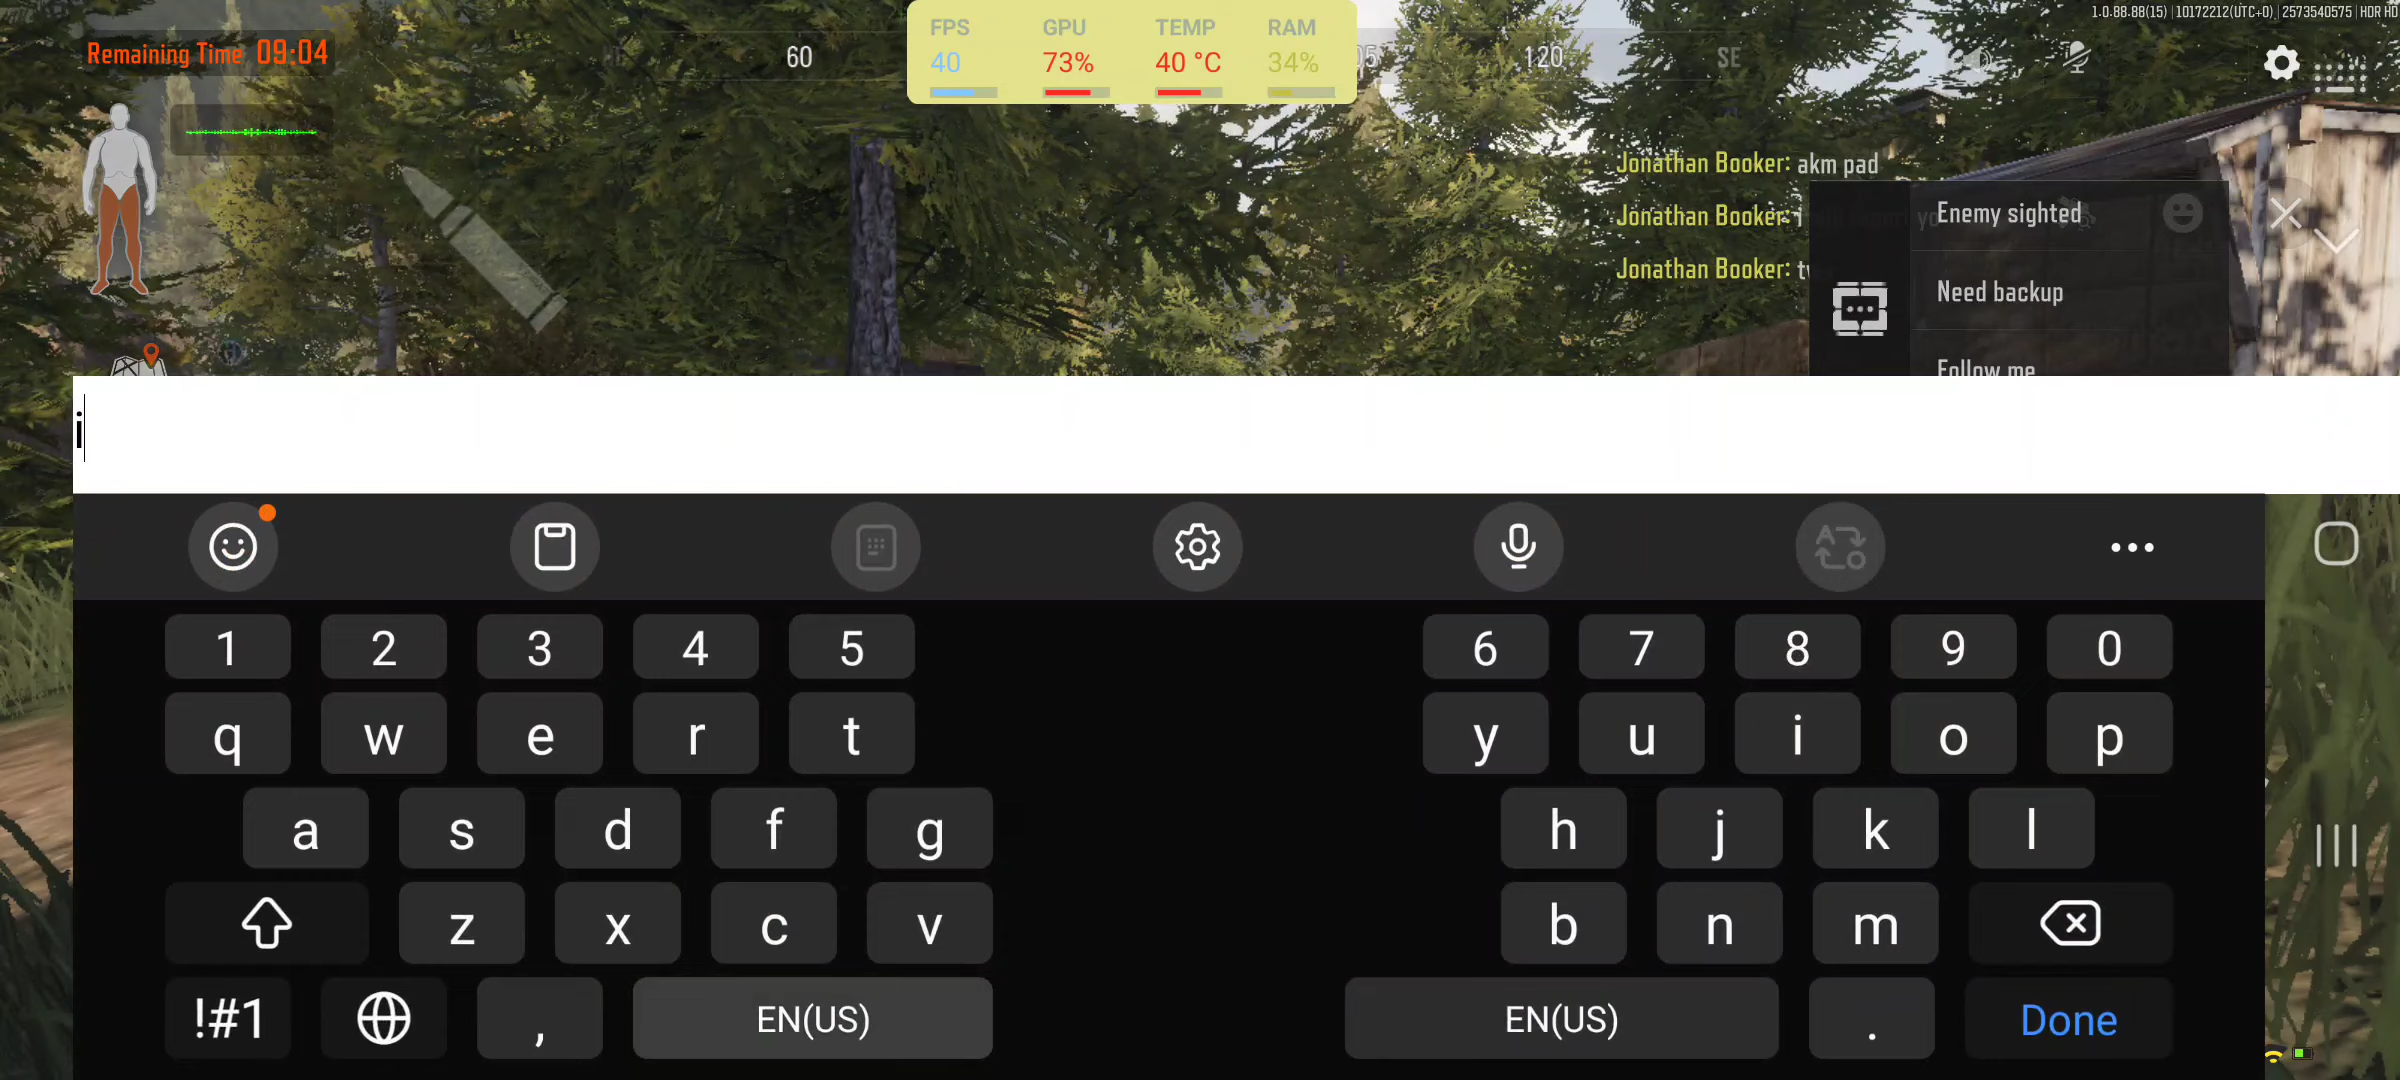 1.0.88.88(15) | 10172212(UTC+0) | 2573540575 | HDR HD
Remaining Time 09:04
60
FPS GPU TEMP RAM
40 73% 40 °C 34%
120 SE
Jonathan Booker: akm pad
Jonathan Booker:
Jonathan Booker:
Enemy sighted
Need backup
Follow me
i
1 2 3 4 5 6 7 8 9 0
q w e r t y u i o p
a s d f g h j k l
z x c v b n m
!#1 , EN(US) EN(US) . Done